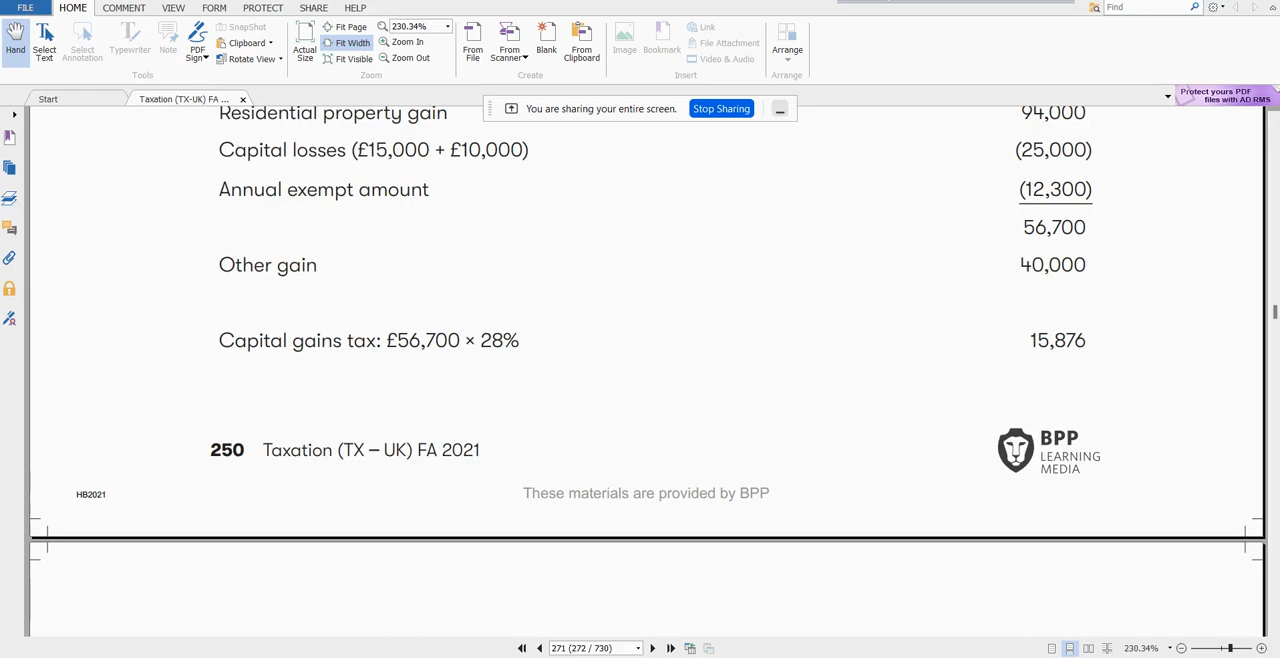 FILE HOME COMMENT VIEW FORM PROTECT SHARE HELP Find
SnapShot Fit Page 230.34% Link
Clipboard Fit Width Zoom In File Attachment
Hand Select Text Select Annotation Typewriter Note PDF Sign Rotate View Actual Size Fit Visible Zoom Out From File From Scanner Blank From Clipboard Image Bookmark Video & Audio Arrange
Tools Zoom Create Insert Arrange
Start Taxation (TX-UK) FA ... x
Protect yours PDF
files with AD RMS
You are sharing your entire screen. Stop Sharing
Residential property gain 94,000
Capital losses (£15,000 + £10,000) (25,000)
Annual exempt amount (12,300)
56,700
Other gain 40,000
Capital gains tax: £56,700 × 28% 15,876
250 Taxation (TX – UK) FA 2021
BPP
LEARNING
MEDIA
HB2021
These materials are provided by BPP
271 (272 / 730) 230.34%